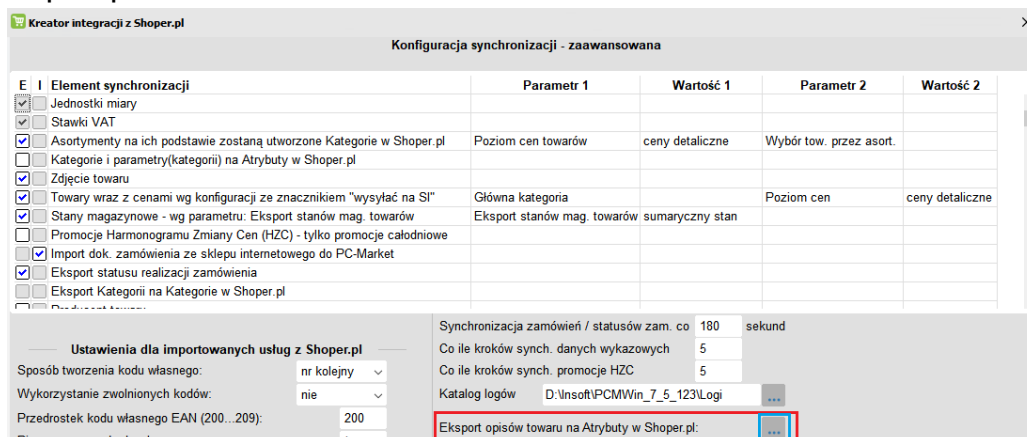 Kreator integracji z Shoper.pl
Konfiguracja synchronizacji - zaawansowana
E I Element synchronizacji Parametr 1 Wartość 1 Parametr 2 Wartość 2
Jednostki miary
Stawki VAT
Asortymenty na ich podstawie zostaną utworzone Kategorie w Shoper.pl Poziom cen towarów ceny detaliczne Wybór tow. przez asort.
Kategorie i parametry(kategorii) na Atrybuty w Shoper.pl
Zdjęcie towaru
Towary wraz z cenami wg konfiguracji ze znacznikiem "wysyłać na SI" Główna kategoria Poziom cen ceny detaliczne
Stany magazynowe - wg parametru: Eksport stanów mag. towarów Eksport stanów mag. towarów sumaryczny stan
Promocje Harmonogramu Zmiany Cen (HZC) - tylko promocje całodniowe
Import dok. zamówienia ze sklepu internetowego do PC-Market
Eksport statusu realizacji zamówienia
Eksport Kategorii na Kategorie w Shoper.pl
Synchronizacja zamówień / statusów zam. co 180 sekund
Ustawienia dla importowanych usług z Shoper.pl
Co ile kroków synch. danych wykazowych 5
Sposób tworzenia kodu własnego: nr kolejny
Co ile kroków synch. promocje HZC 5
Wykorzystanie zwolnionych kodów: nie
Katalog logów D:\Insoft\PCMWin_7_5_123\Logi ...
Przedrostek kodu własnego EAN (200...209): 200
Eksport opisów towaru na Atrybuty w Shoper.pl: ...